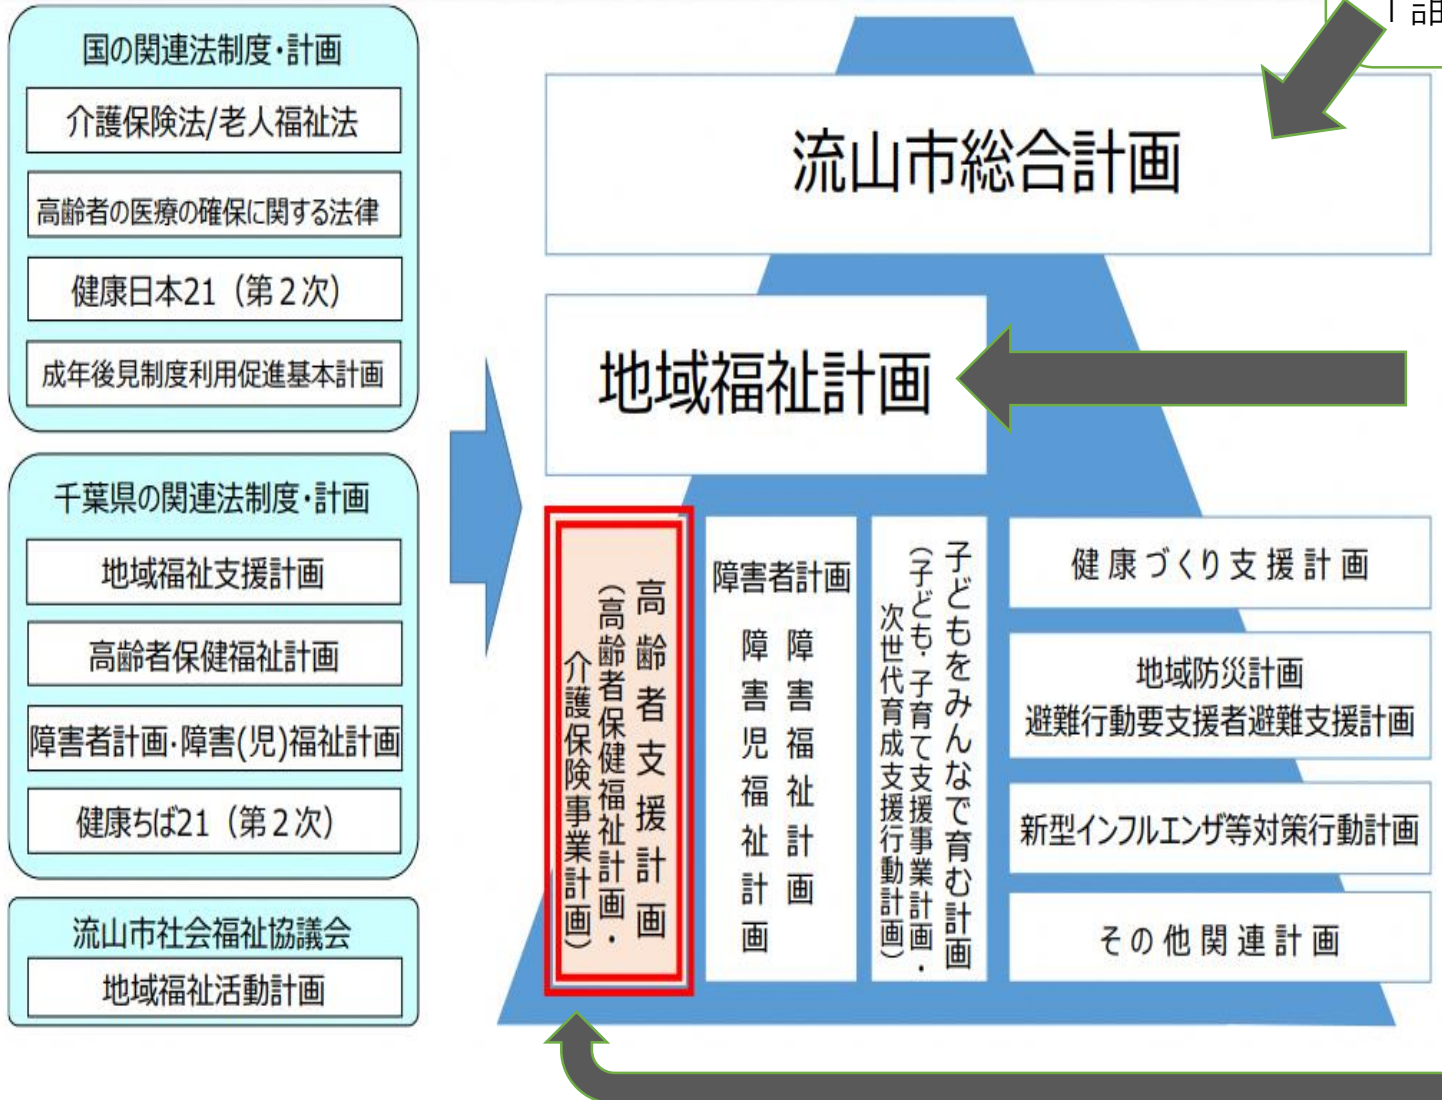 国の関連法制度・計画
介護保険法/老人福祉法
高齢者の医療の確保に関する法律
健康日本21（第２次）
成年後見制度利用促進基本計画
千葉県の関連法制度・計画
地域福祉支援計画
高齢者保健福祉計画
障害者計画・障害(児)福祉計画
健康ちば21（第２次）
流山市社会福祉協議会
地域福祉活動計画
流山市総合計画
地域福祉計画
高齢者支援計画
（高齢者保健福祉計画・
介護保険事業計画）
障害者計画
障害福祉計画
障害児福祉計画
子どもをみんなで育む計画
（子ども・子育て支援事業計画・
次世代育成支援行動計画）
健康づくり支援計画
地域防災計画
避難行動要支援者避難支援計画
新型インフルエンザ等対策行動計画
その他関連計画